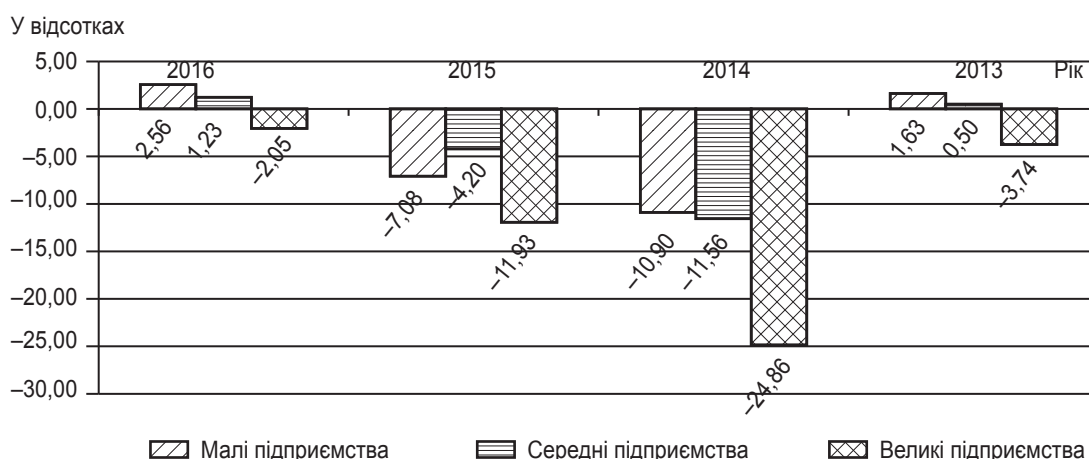 У відсотках
5,00
2016 2015 2014 2013 Рік
0,00
2,56 1,23 –2,05 –7,08 –4,20 –11,93 –10,90 –11,56 –24,86 1,63 0,50 –3,74
–5,00
–10,00
–15,00
–20,00
–25,00
–30,00
Малі підприємства Середні підприємства Великі підприємства